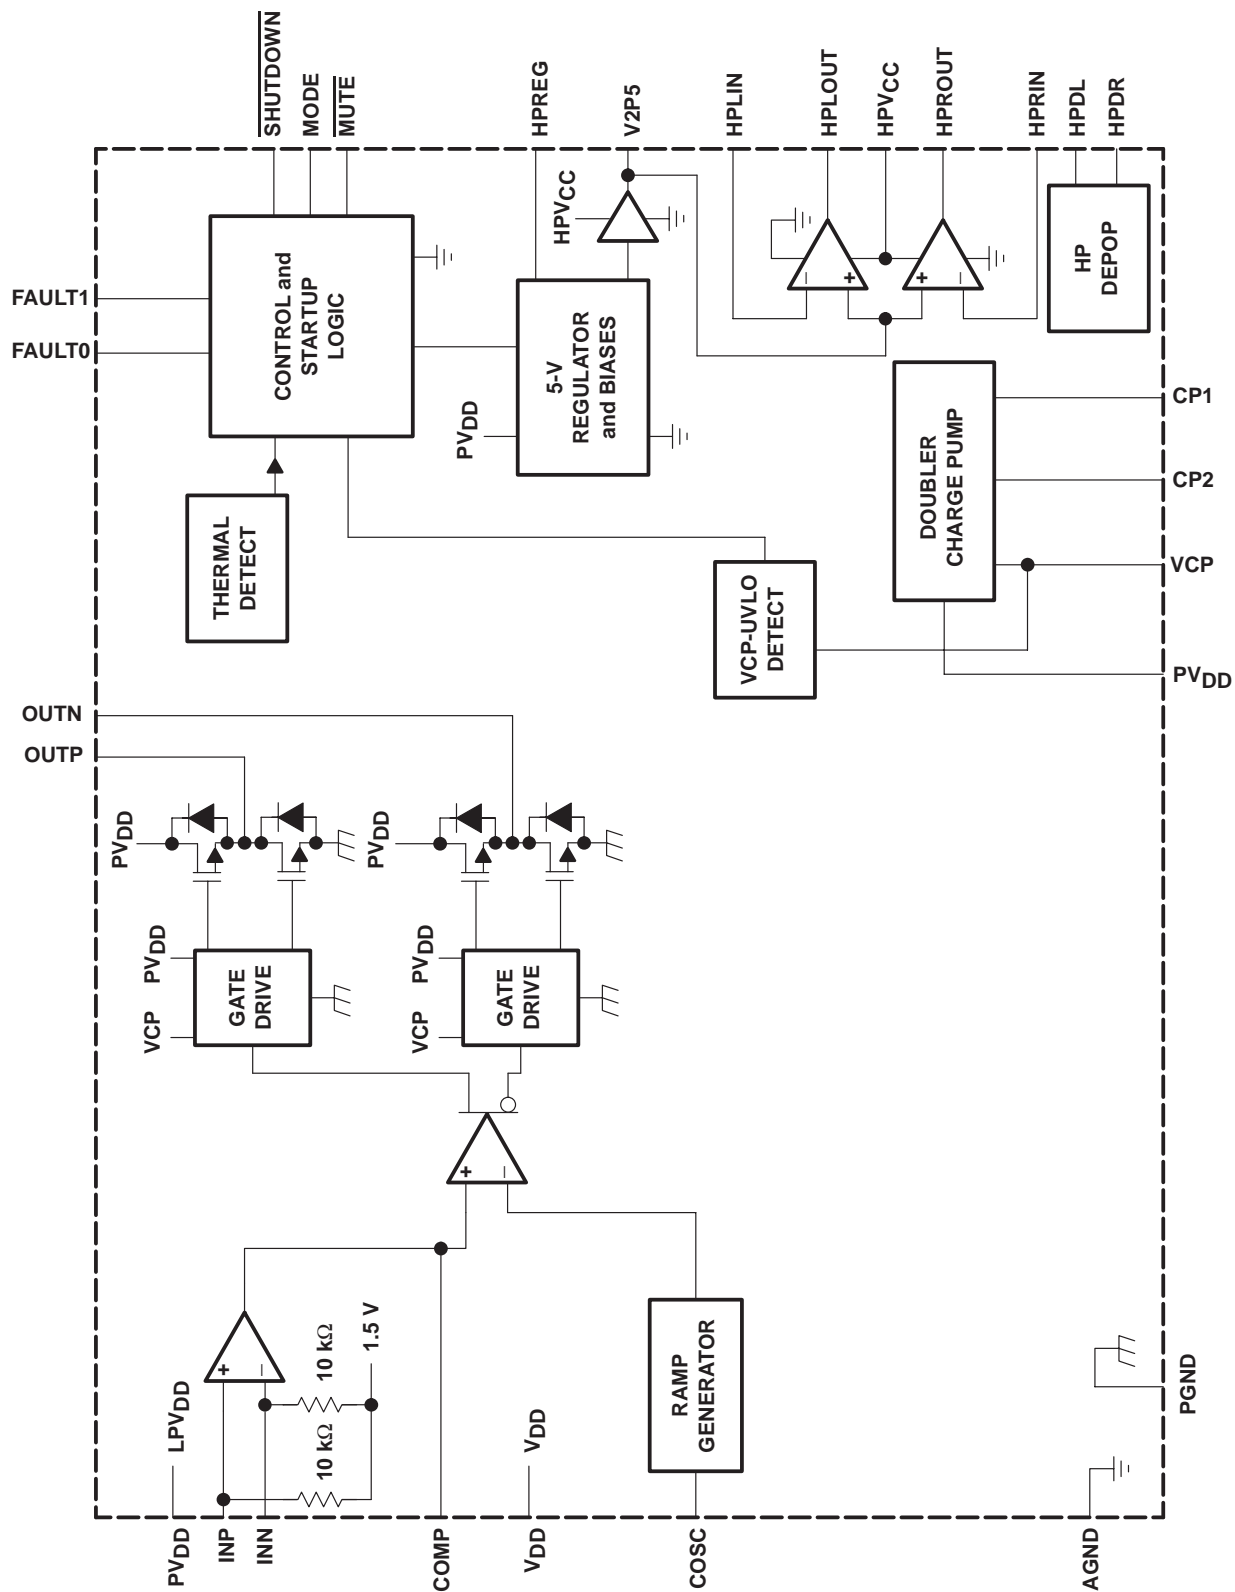 SHUTDOWN
MODE
MUTE
HPREG
V2P5
HPLIN
HPLOUT
HPVCC
HPROUT
HPRIN
HPDL
HPDR
FAULT1
FAULT0
CONTROL and
STARTUP
LOGIC
HPVCC
5-V
REGULATOR
and BIASES
PVDD
−
+
+
−
HP
DEPOP
THERMAL
DETECT
VCP-UVLO
DETECT
DOUBLER
CHARGE PUMP
CP1
CP2
VCP
PVDD
OUTN
OUTP
PVDD
PVDD
PVDD
VCP
GATE
DRIVE
PVDD
VCP
GATE
DRIVE
+
−
+
−
10 kΩ
10 kΩ
1.5 V
LPVDD
VDD
RAMP
GENERATOR
PVDD
INP
INN
COMP
VDD
COSC
AGND
PGND